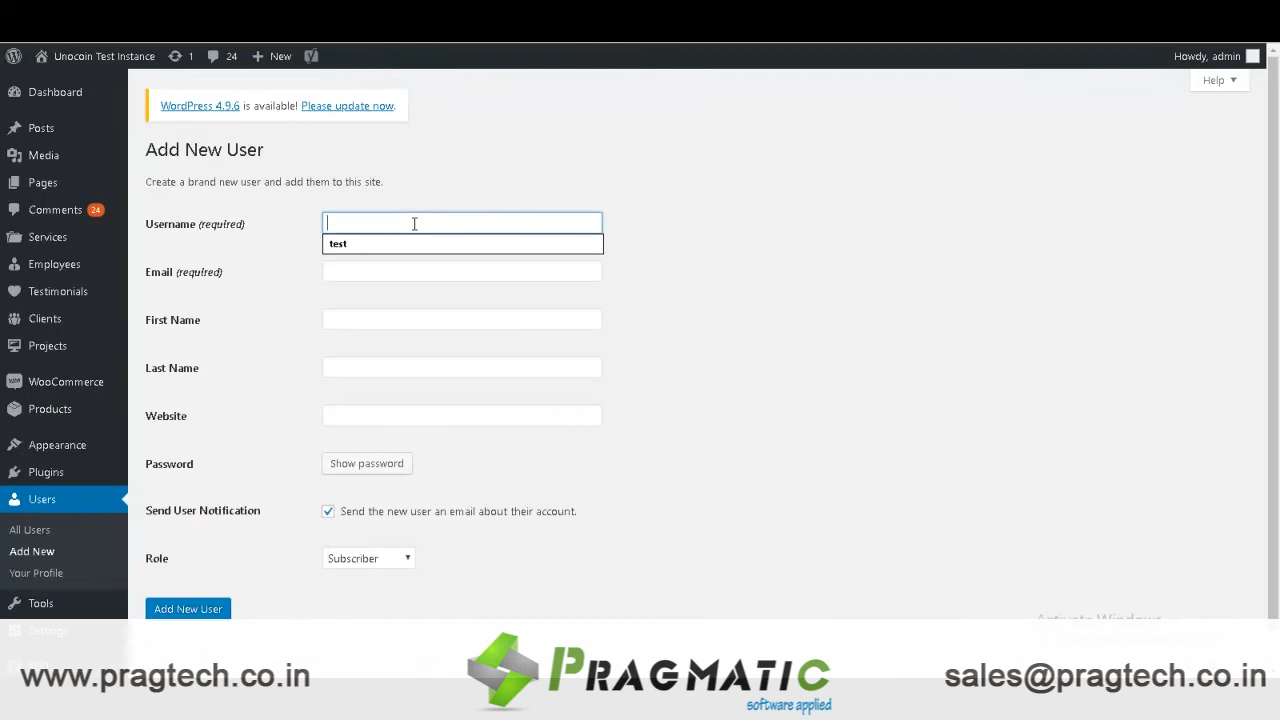 Unocoin Test Instance 1 24 New
Howdy, admin
Help
Dashboard
Posts
Media
Pages
Comments 24
Services
Employees
Testimonials
Clients
Projects
WooCommerce
Products
Appearance
Plugins
Users
All Users
Add New
Your Profile
Tools
Settings
WordPress 4.9.6 is available! Please update now.
Add New User
Create a brand new user and add them to this site.
Username (required)
test
Email (required)
First Name
Last Name
Website
Password Show password
Send User Notification Send the new user an email about their account.
Role Subscriber
Add New User
Activate Windows
www.pragtech.co.in
PRAGMATIC
software applied
sales@pragtech.co.in